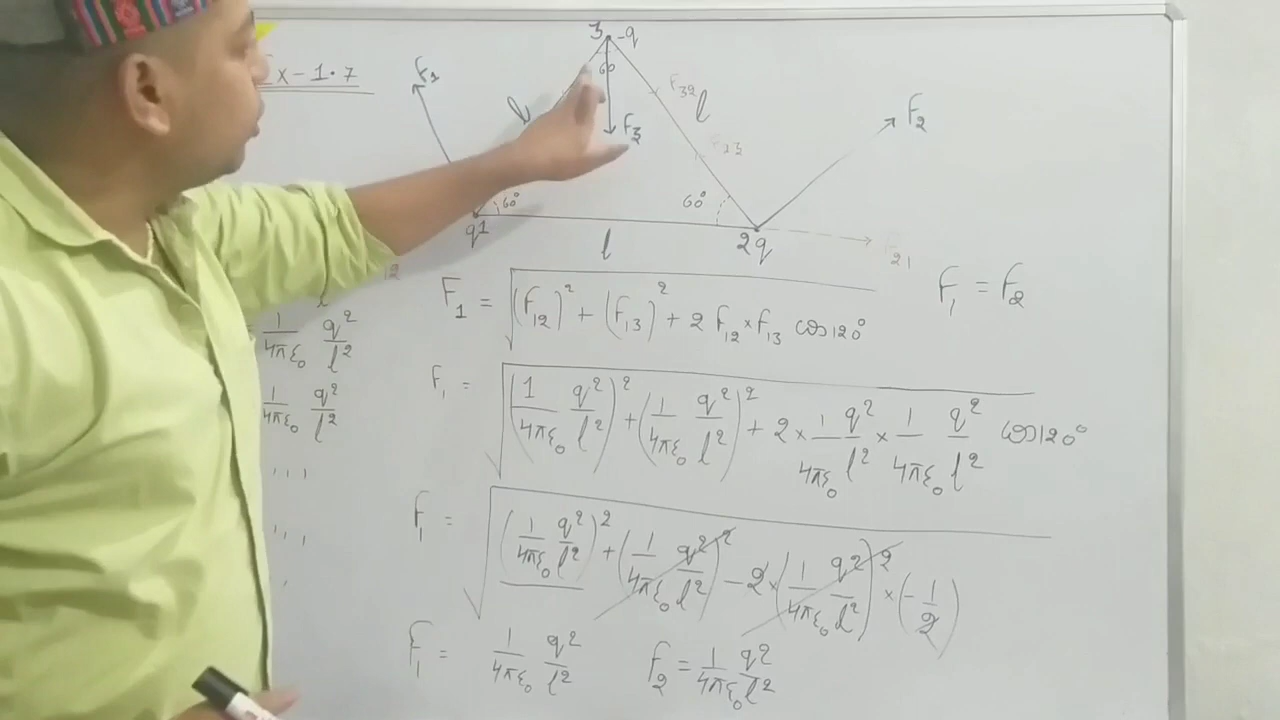 Ex-1·7
3 -q
F₁
60
F₃₂
l
l
F₃
F₂
F₂₃
60°
60°
q1
l
2q
F₂₁
12
F₁ = √((F₁₂)² + (F₁₃)² + 2 F₁₂ × F₁₃ cos120°)
F₁ = F₂
1/4πε₀ q²/l²
F₁ = √((1/4πε₀ q²/l²)² + (1/4πε₀ q²/l²)² + 2 × 1/4πε₀ q²/l² × 1/4πε₀ q²/l² cos120°)
1/4πε₀ q²/l²
F₁ = √((1/4πε₀ q²/l²)² + (1/4πε₀ q²/l²)² - 2 × (1/4πε₀ q²/l²)² × (-1/2))
F₁ = 1/4πε₀ q²/l²
F₂ = 1/4πε₀ q²/l²